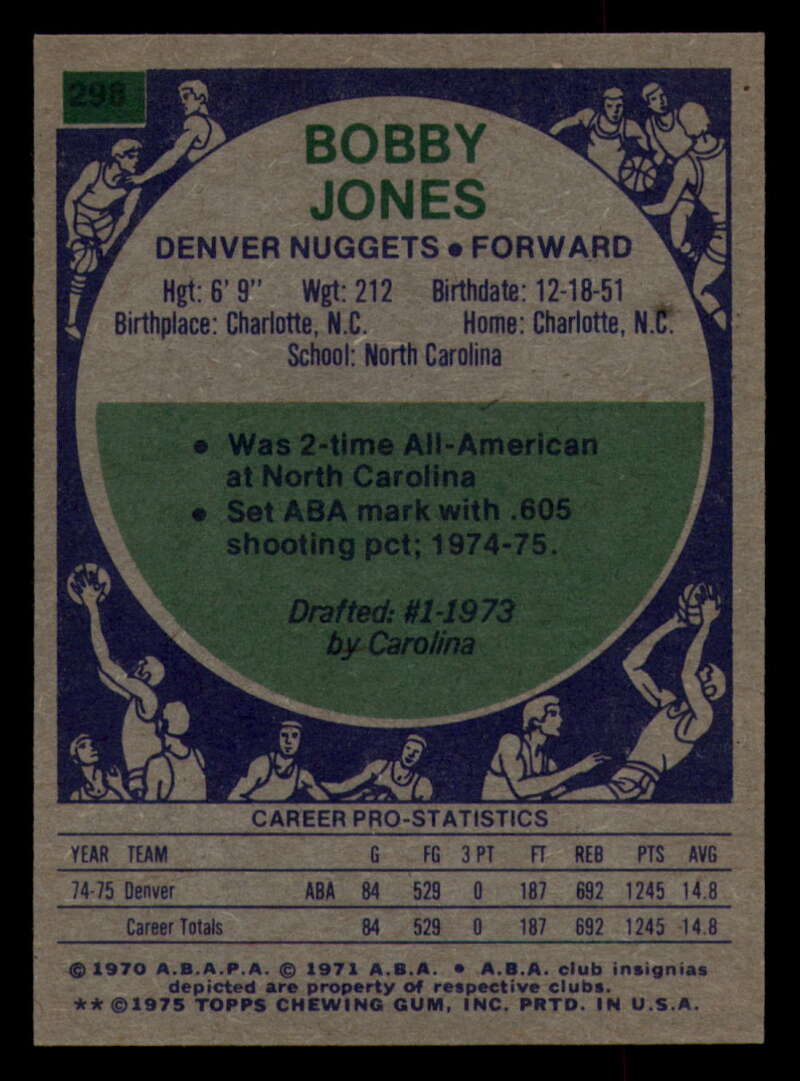 298
BOBBY
JONES
DENVER NUGGETS • FORWARD
Hgt: 6' 9" Wgt: 212 Birthdate: 12-18-51
Birthplace: Charlotte, N.C. Home: Charlotte, N.C.
School: North Carolina
• Was 2-time All-American
at North Carolina
• Set ABA mark with .605
shooting pct; 1974-75.
Drafted: #1-1973
by Carolina
CAREER PRO-STATISTICS
YEAR TEAM G FG 3 PT FT REB PTS AVG
74-75 Denver ABA 84 529 0 187 692 1245 14.8
Career Totals 84 529 0 187 692 1245 14.8
© 1970 A.B.A.P.A. © 1971 A.B.A. • A.B.A. club insignias
depicted are property of respective clubs.
** © 1975 TOPPS CHEWING GUM, INC. PRTD. IN U.S.A.